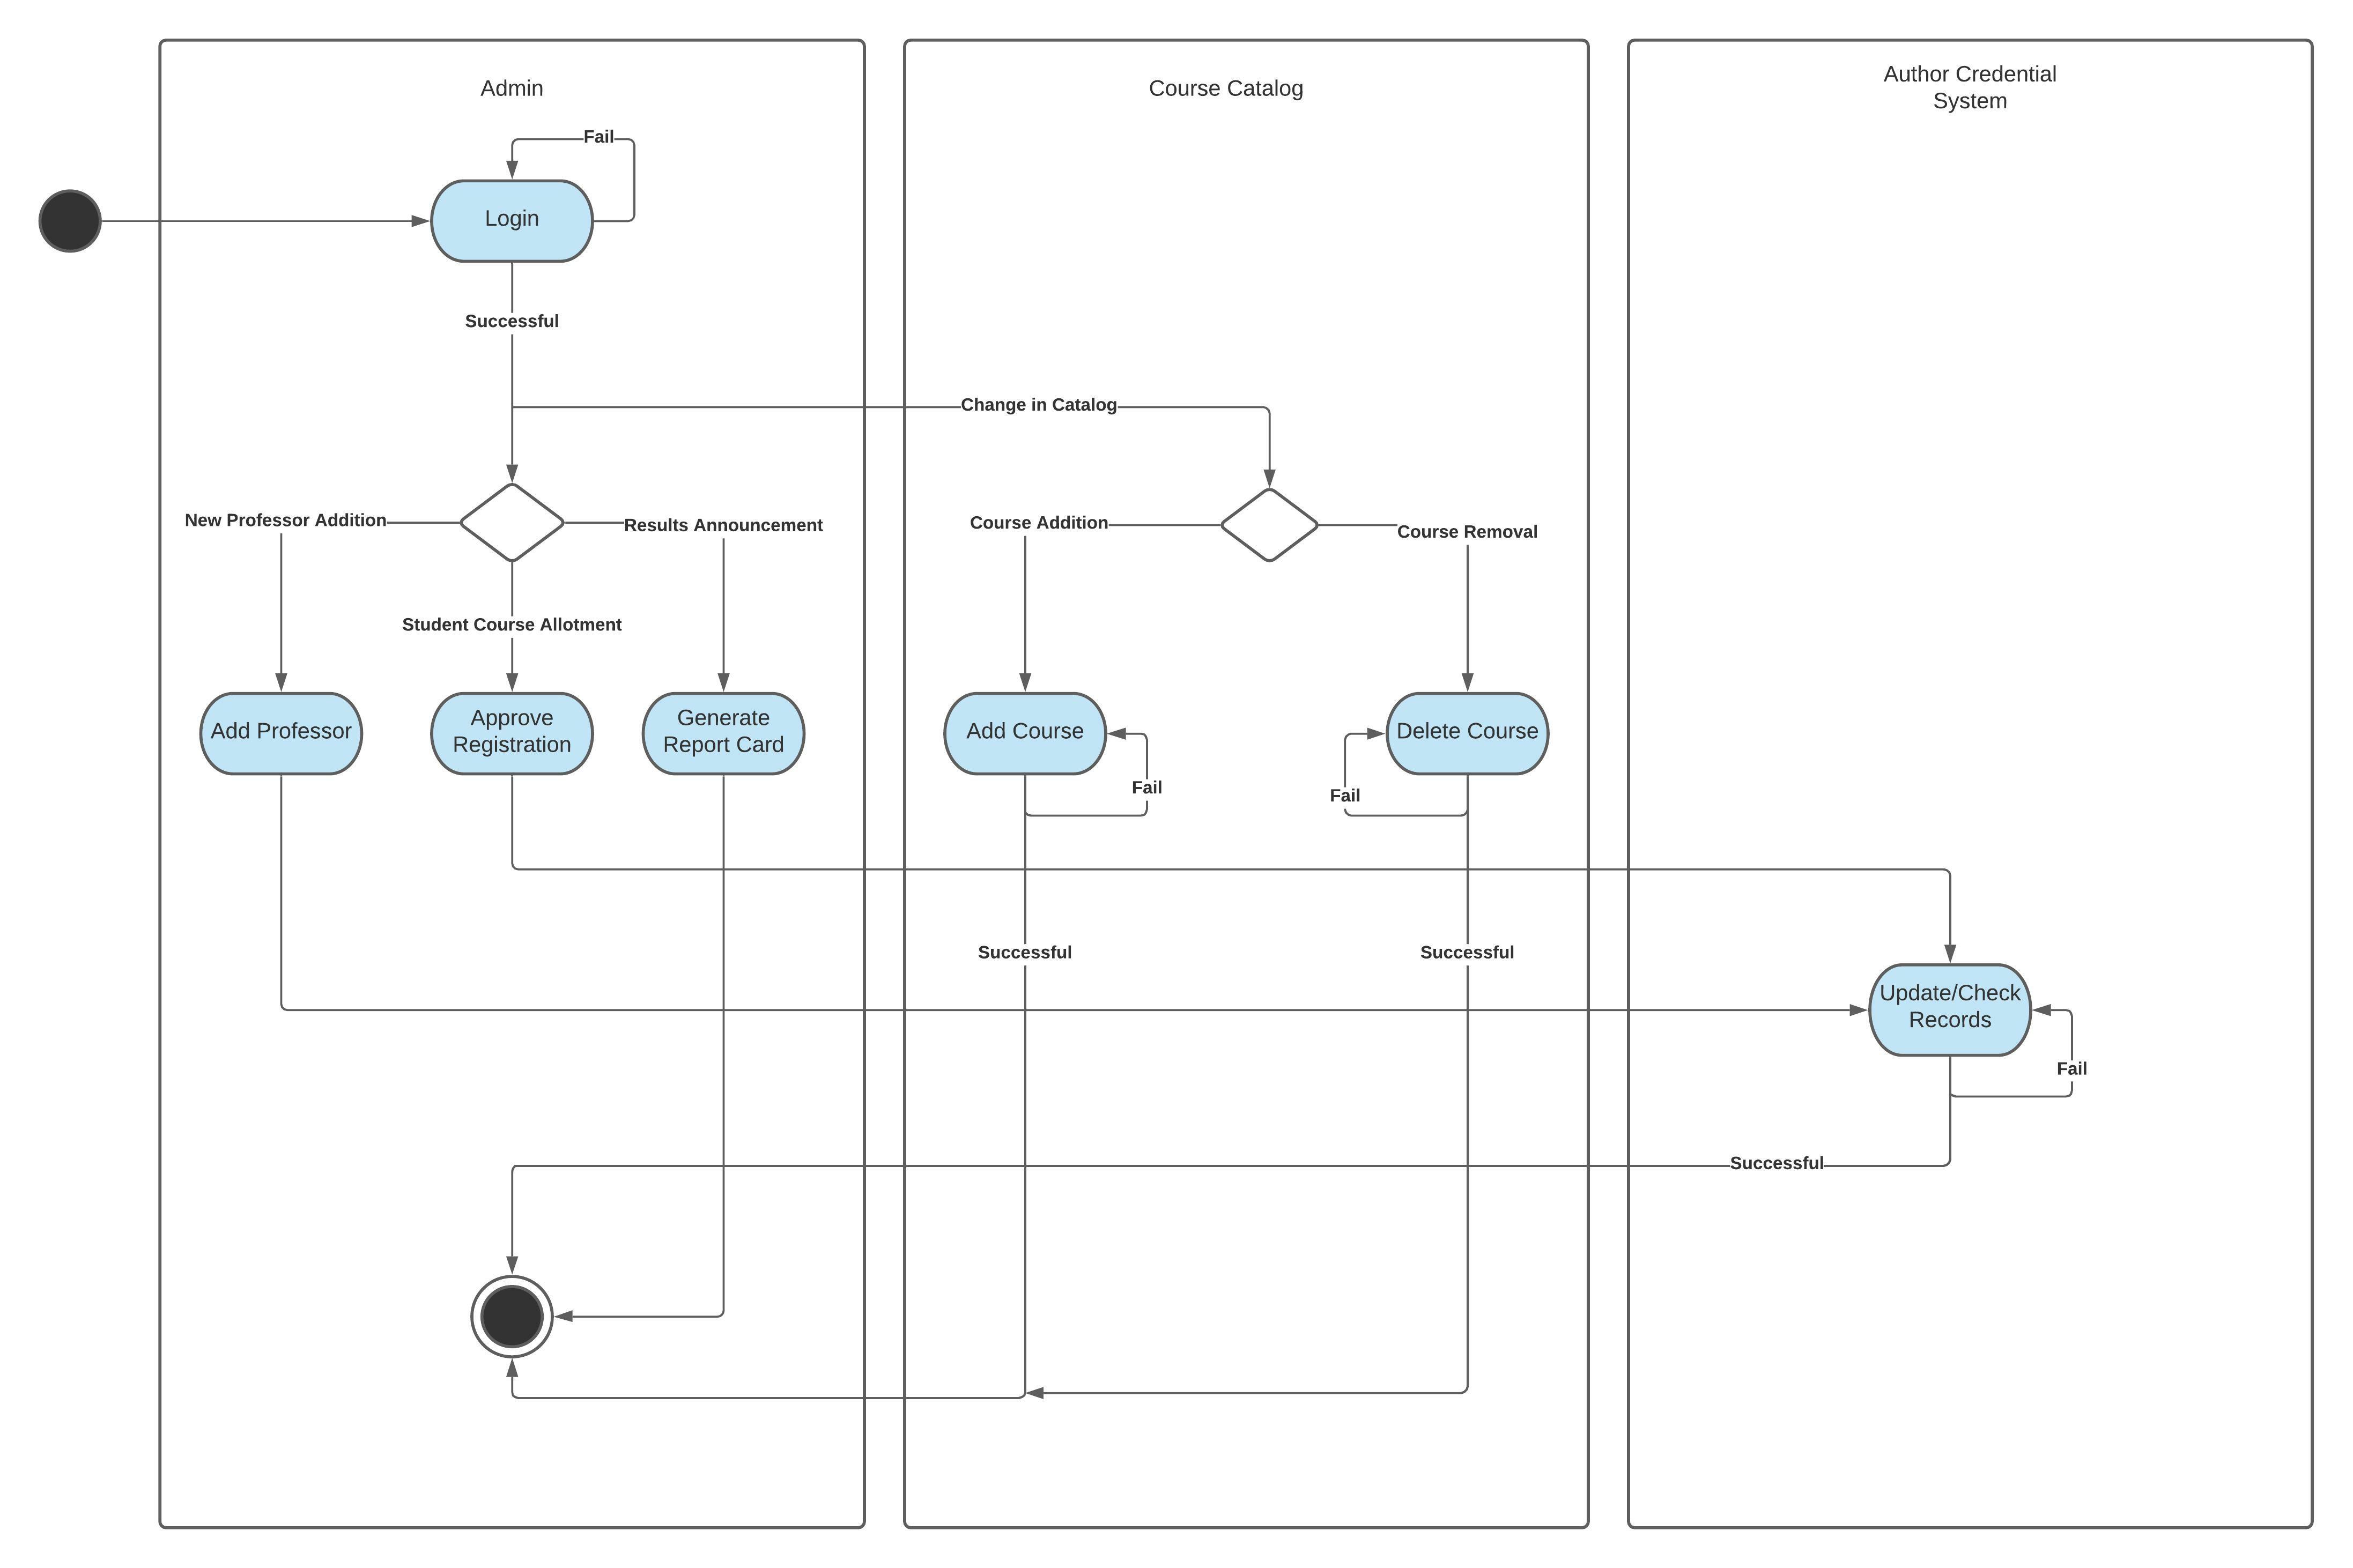 Admin
Course Catalog
Author Credential
System
Fail
Login
Successful
Change in Catalog
New Professor Addition
Results Announcement
Course Addition
Course Removal
Student Course Allotment
Add Professor
Approve
Registration
Generate
Report Card
Add Course
Delete Course
Fail
Fail
Successful
Successful
Update/Check
Records
Fail
Successful